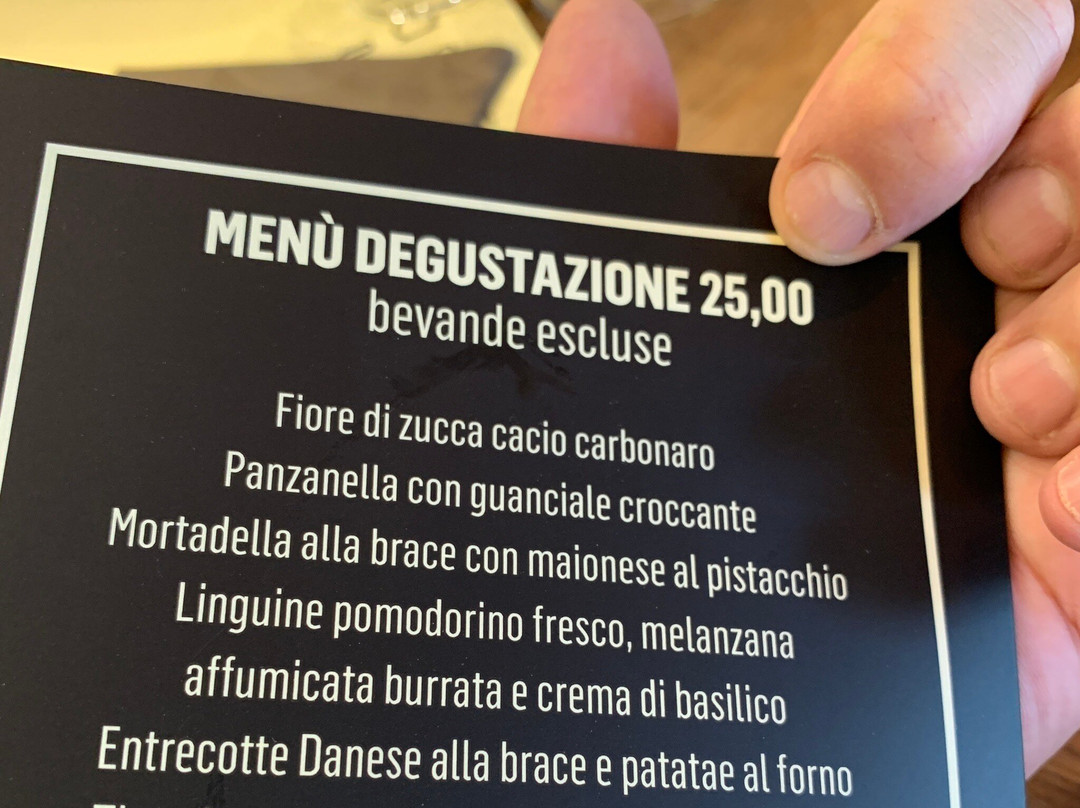 MENÙ DEGUSTAZIONE 25,00
bevande escluse
Fiore di zucca cacio carbonaro
Panzanella con guanciale croccante
Mortadella alla brace con maionese al pistacchio
Linguine pomodorino fresco, melanzana
affumicata burrata e crema di basilico
Entrecotte Danese alla brace e patatae al forno